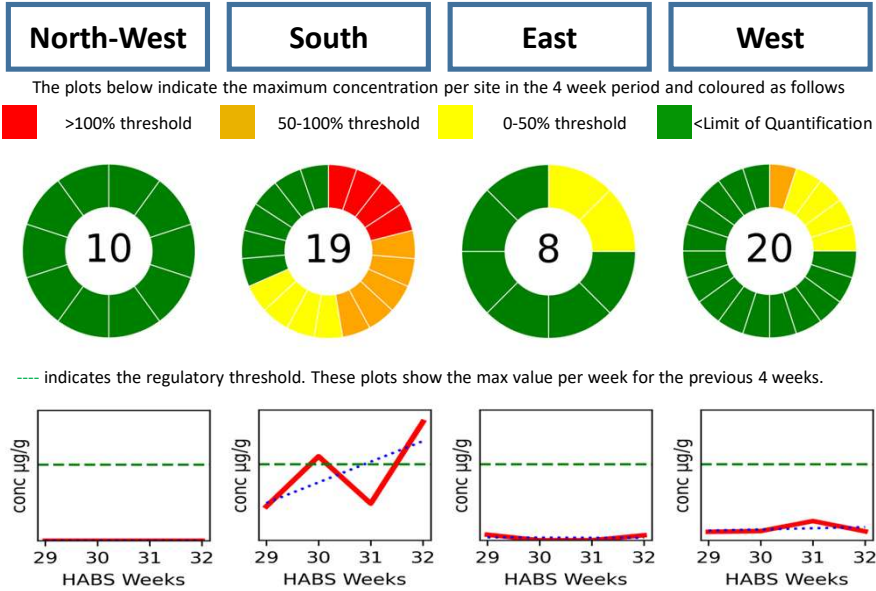 North-West South East West
The plots below indicate the maximum concentration per site in the 4 week period and coloured as follows
>100% threshold 50-100% threshold 0-50% threshold <Limit of Quantification
10 19 8 20
---- indicates the regulatory threshold. These plots show the max value per week for the previous 4 weeks.
conc µg/g conc µg/g conc µg/g conc µg/g
29 30 31 32 29 30 31 32 29 30 31 32 29 30 31 32
HABS Weeks HABS Weeks HABS Weeks HABS Weeks